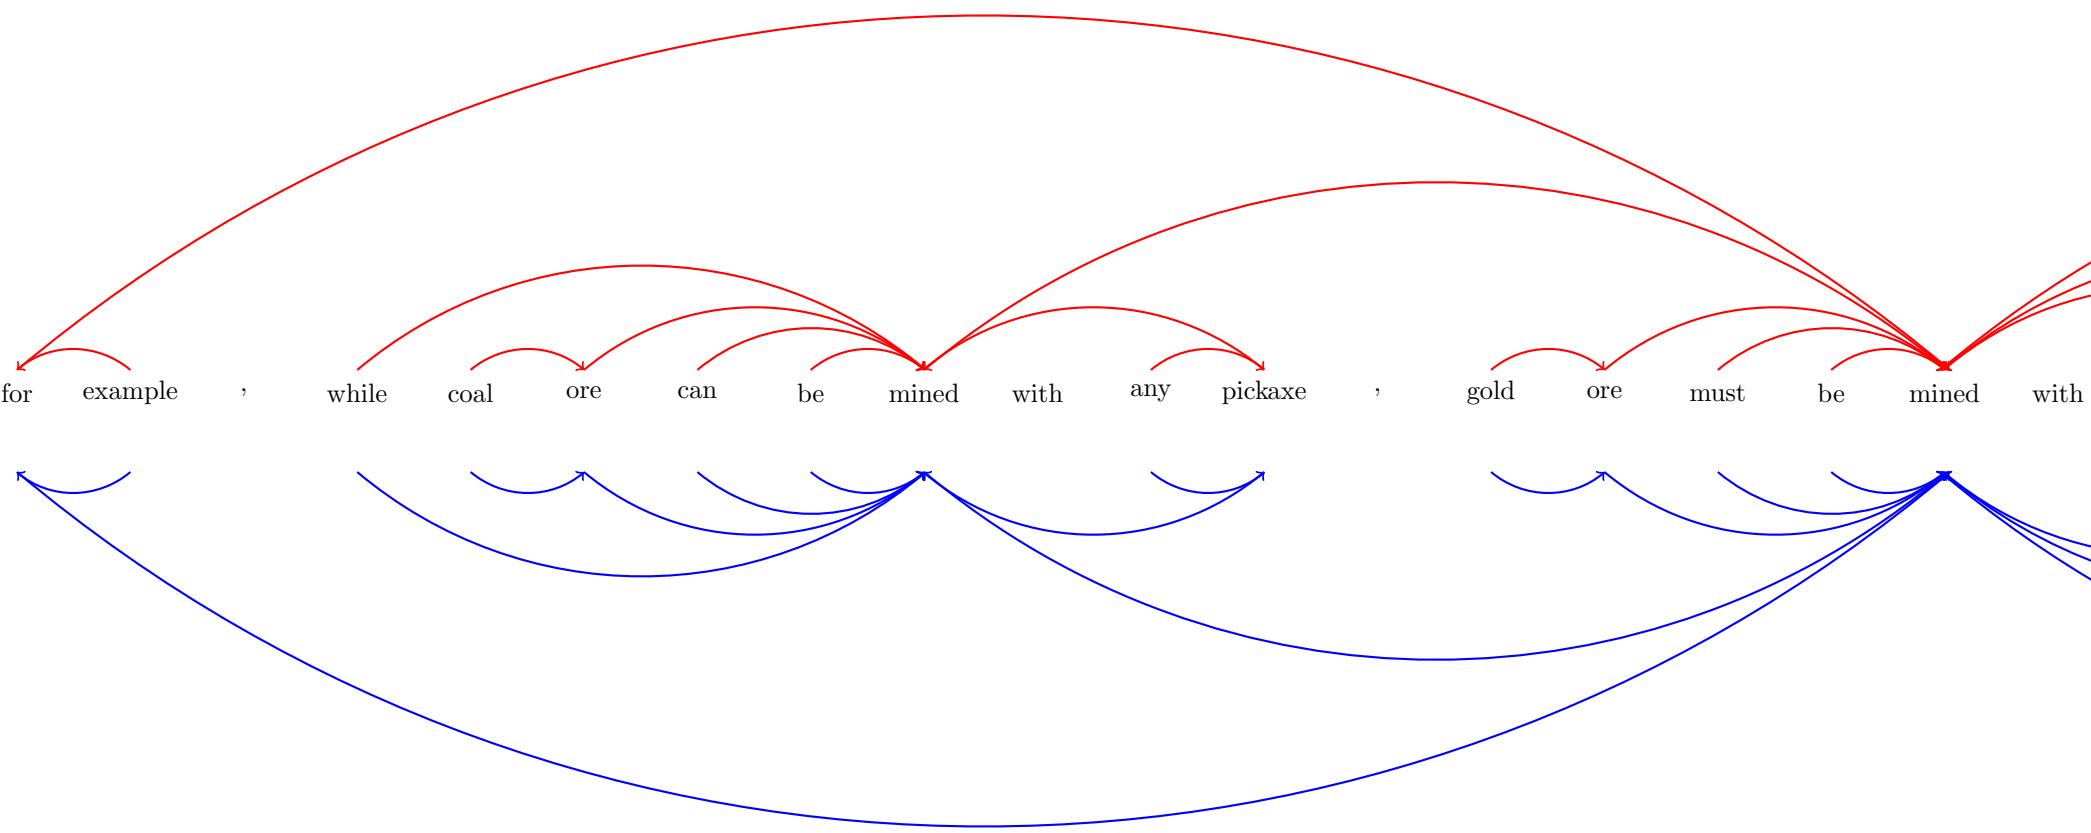 for example , while coal ore can be mined with any pickaxe , gold ore must be mined with